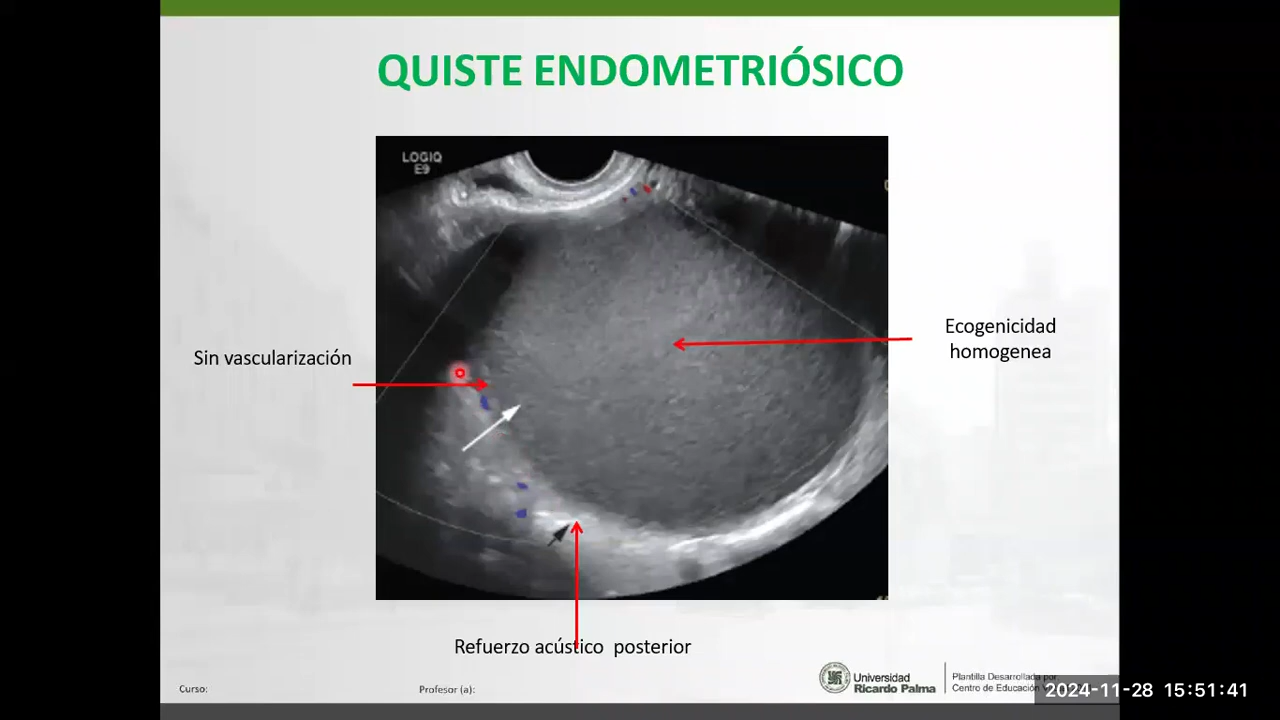 QUISTE ENDOMETRIÓSICO
LOGIQ
E9
Sin vascularización
Ecogenicidad
homogenea
Refuerzo acústico posterior
Curso:
Profesor (a):
Universidad
Ricardo Palma
Plantilla Desarrollada por
Centro de Educación
2024-11-28 15:51:41